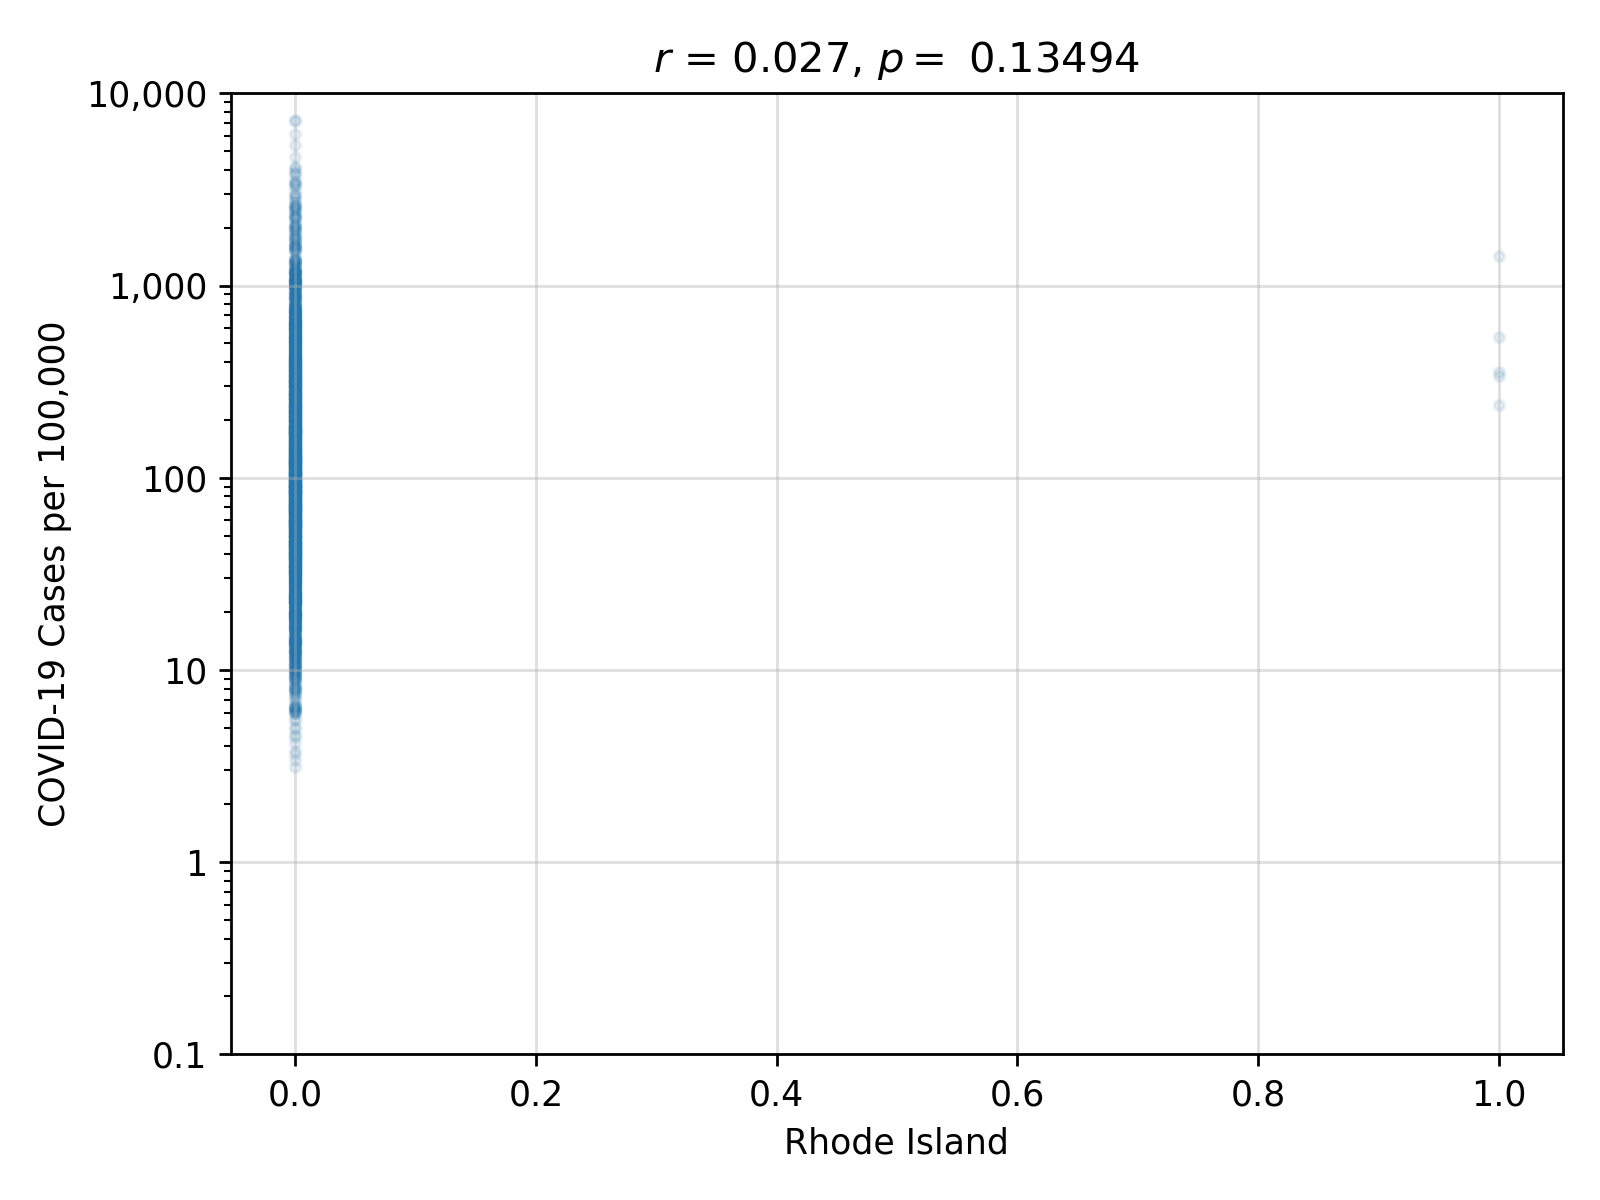 r = 0.027, p = 0.13494
10,000
1,000
100
10
1
0.1
COVID-19 Cases per 100,000
0.0 0.2 0.4 0.6 0.8 1.0
Rhode Island